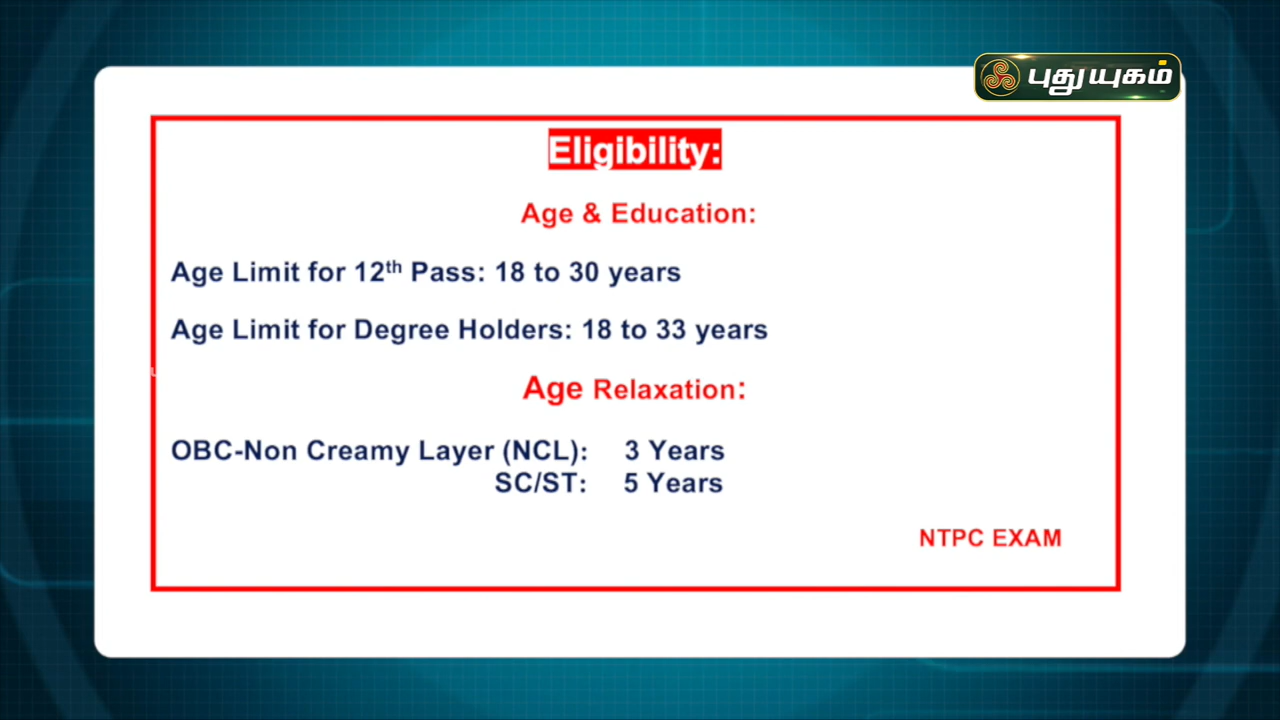 புதுயுகம்
Eligibility:
Age & Education:
Age Limit for 12th Pass: 18 to 30 years
Age Limit for Degree Holders: 18 to 33 years
Age Relaxation:
OBC-Non Creamy Layer (NCL): 3 Years
SC/ST: 5 Years
NTPC EXAM